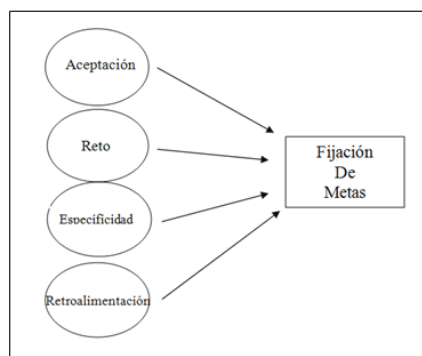 Aceptación
Reto
Especificidad
Retroalimentación
Fijación
De
Metas